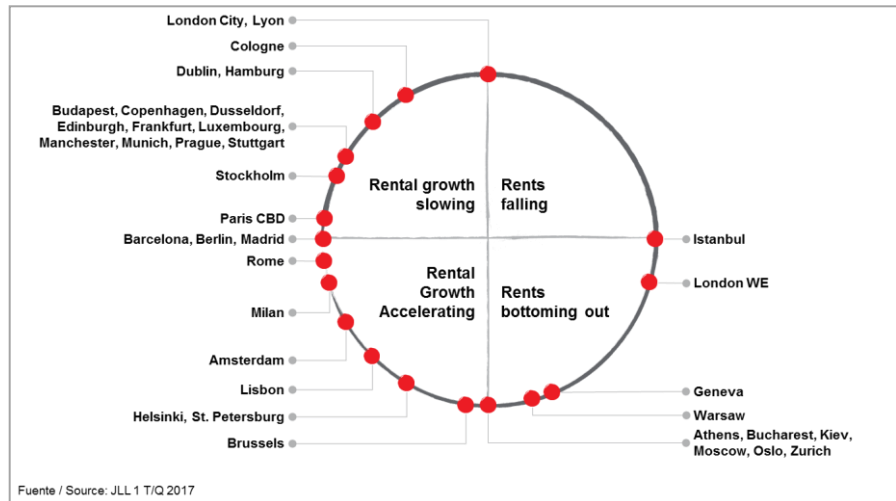 London City, Lyon
Cologne
Dublin, Hamburg
Budapest, Copenhagen, Dusseldorf,
Edinburgh, Frankfurt, Luxembourg,
Manchester, Munich, Prague, Stuttgart
Stockholm
Paris CBD
Barcelona, Berlin, Madrid
Rome
Milan
Amsterdam
Lisbon
Helsinki, St. Petersburg
Brussels
Rental growth
slowing
Rents
falling
Rental
Growth
Accelerating
Rents
bottoming out
Istanbul
London WE
Geneva
Warsaw
Athens, Bucharest, Kiev,
Moscow, Oslo, Zurich
Fuente / Source: JLL 1 T/Q 2017